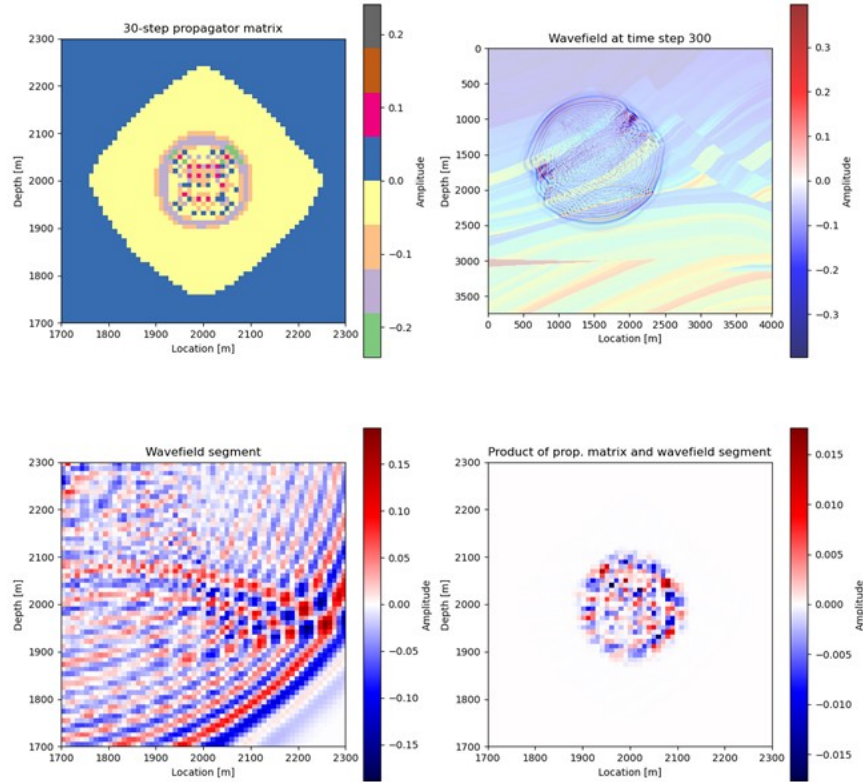 30-step propagator matrix
2300
2200
2100
2000
1900
1800
1700
Depth [m]
1700 1800 1900 2000 2100 2200 2300
Location [m]
0.2
0.1
0.0
−0.1
−0.2
Amplitude
Wavefield at time step 300
0
500
1000
1500
2000
2500
3000
3500
Depth [m]
0 500 1000 1500 2000 2500 3000 3500 4000
Location [m]
0.3
0.2
0.1
0.0
−0.1
−0.2
−0.3
Amplitude
Wavefield segment
2300
2200
2100
2000
1900
1800
1700
Depth [m]
1700 1800 1900 2000 2100 2200 2300
Location [m]
0.15
0.10
0.05
0.00
−0.05
−0.10
−0.15
Amplitude
Product of prop. matrix and wavefield segment
2300
2200
2100
2000
1900
1800
1700
Depth [m]
1700 1800 1900 2000 2100 2200 2300
Location [m]
0.015
0.010
0.005
0.000
−0.005
−0.010
−0.015
Amplitude